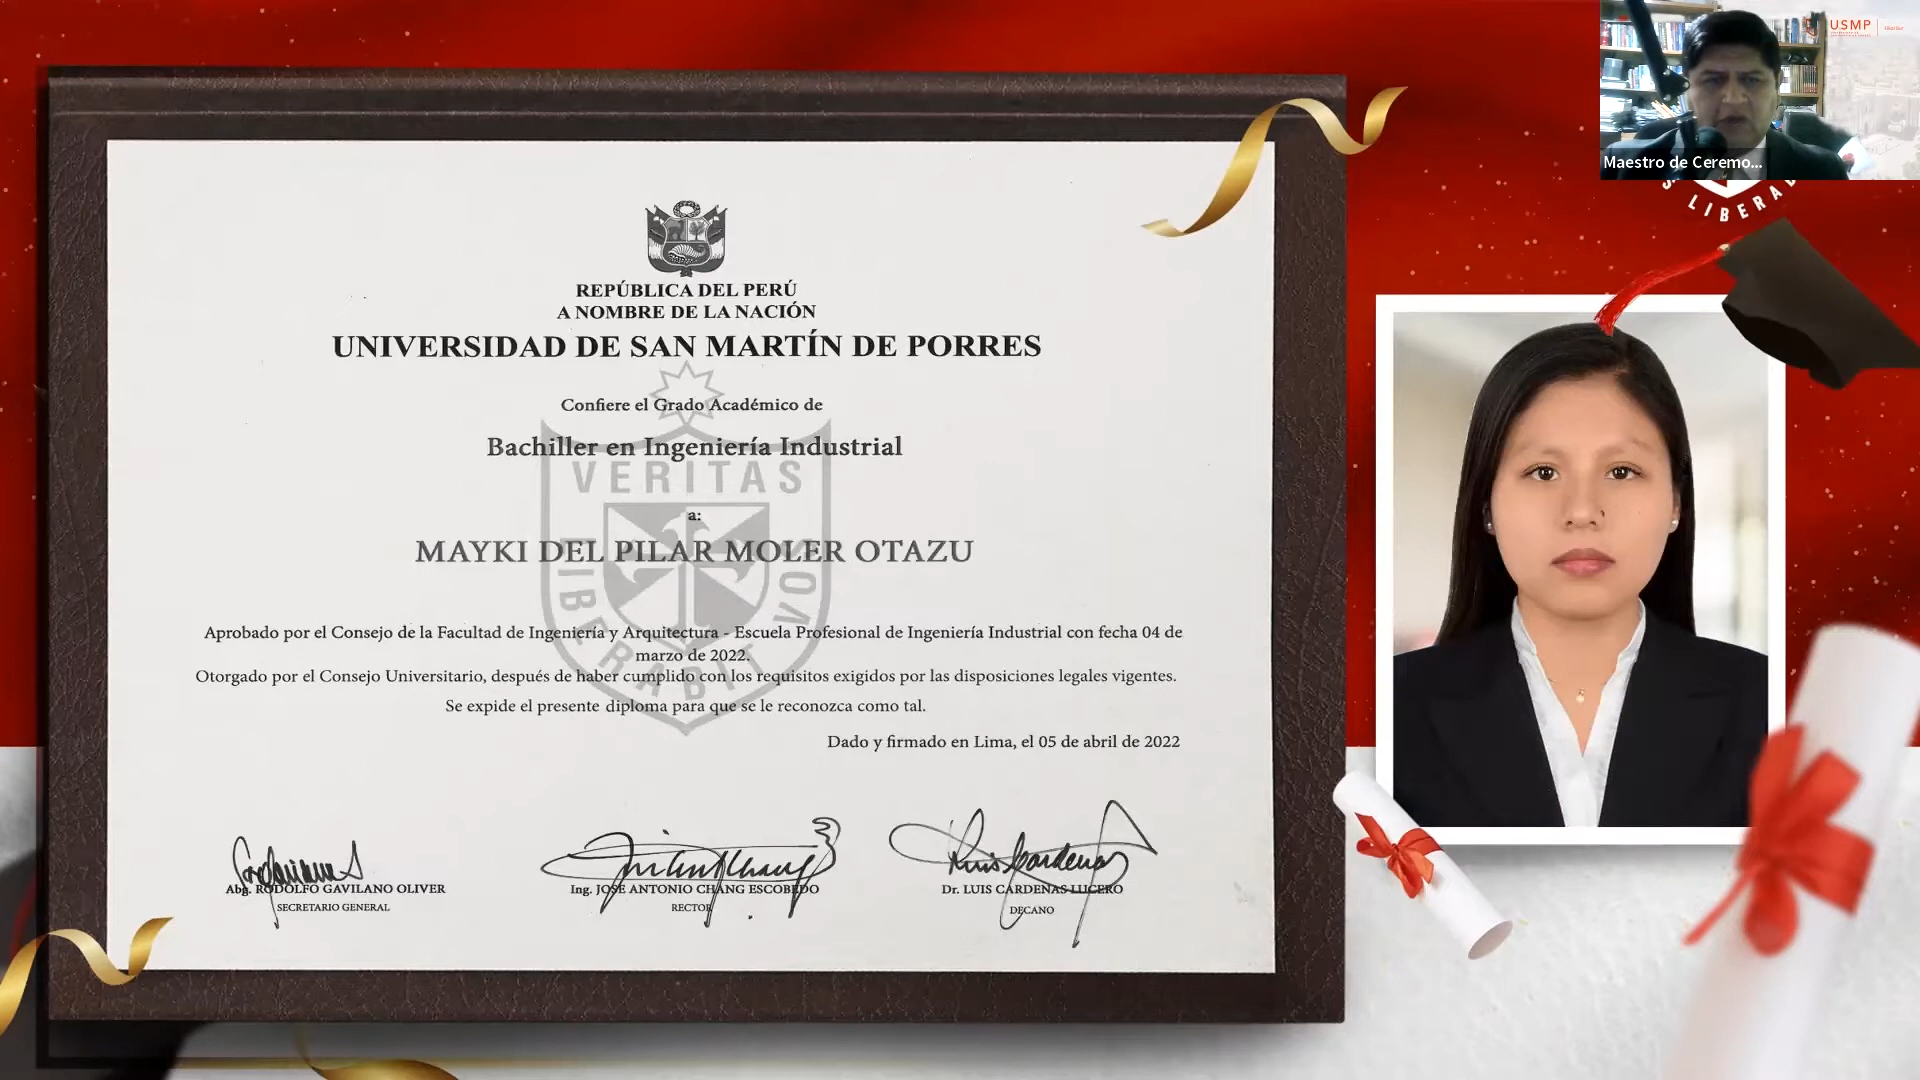 USMP
Maestro de Ceremo...
LIBERA
REPÚBLICA DEL PERÚ
A NOMBRE DE LA NACIÓN
UNIVERSIDAD DE SAN MARTÍN DE PORRES
Confiere el Grado Académico de
Bachiller en Ingeniería Industrial
VERITAS
LIBERABIT VOS
a:
MAYKI DEL PILAR MOLER OTAZU
Aprobado por el Consejo de la Facultad de Ingeniería y Arquitectura - Escuela Profesional de Ingeniería Industrial con fecha 04 de
marzo de 2022.
Otorgado por el Consejo Universitario, después de haber cumplido con los requisitos exigidos por las disposiciones legales vigentes.
Se expide el presente diploma para que se le reconozca como tal.
Dado y firmado en Lima, el 05 de abril de 2022
Abg. RODOLFO GAVILANO OLIVER
SECRETARIO GENERAL
Ing. JOSÉ ANTONIO CHANG ESCOBEDO
RECTOR
Dr. LUIS CÁRDENAS LUCERO
DECANO